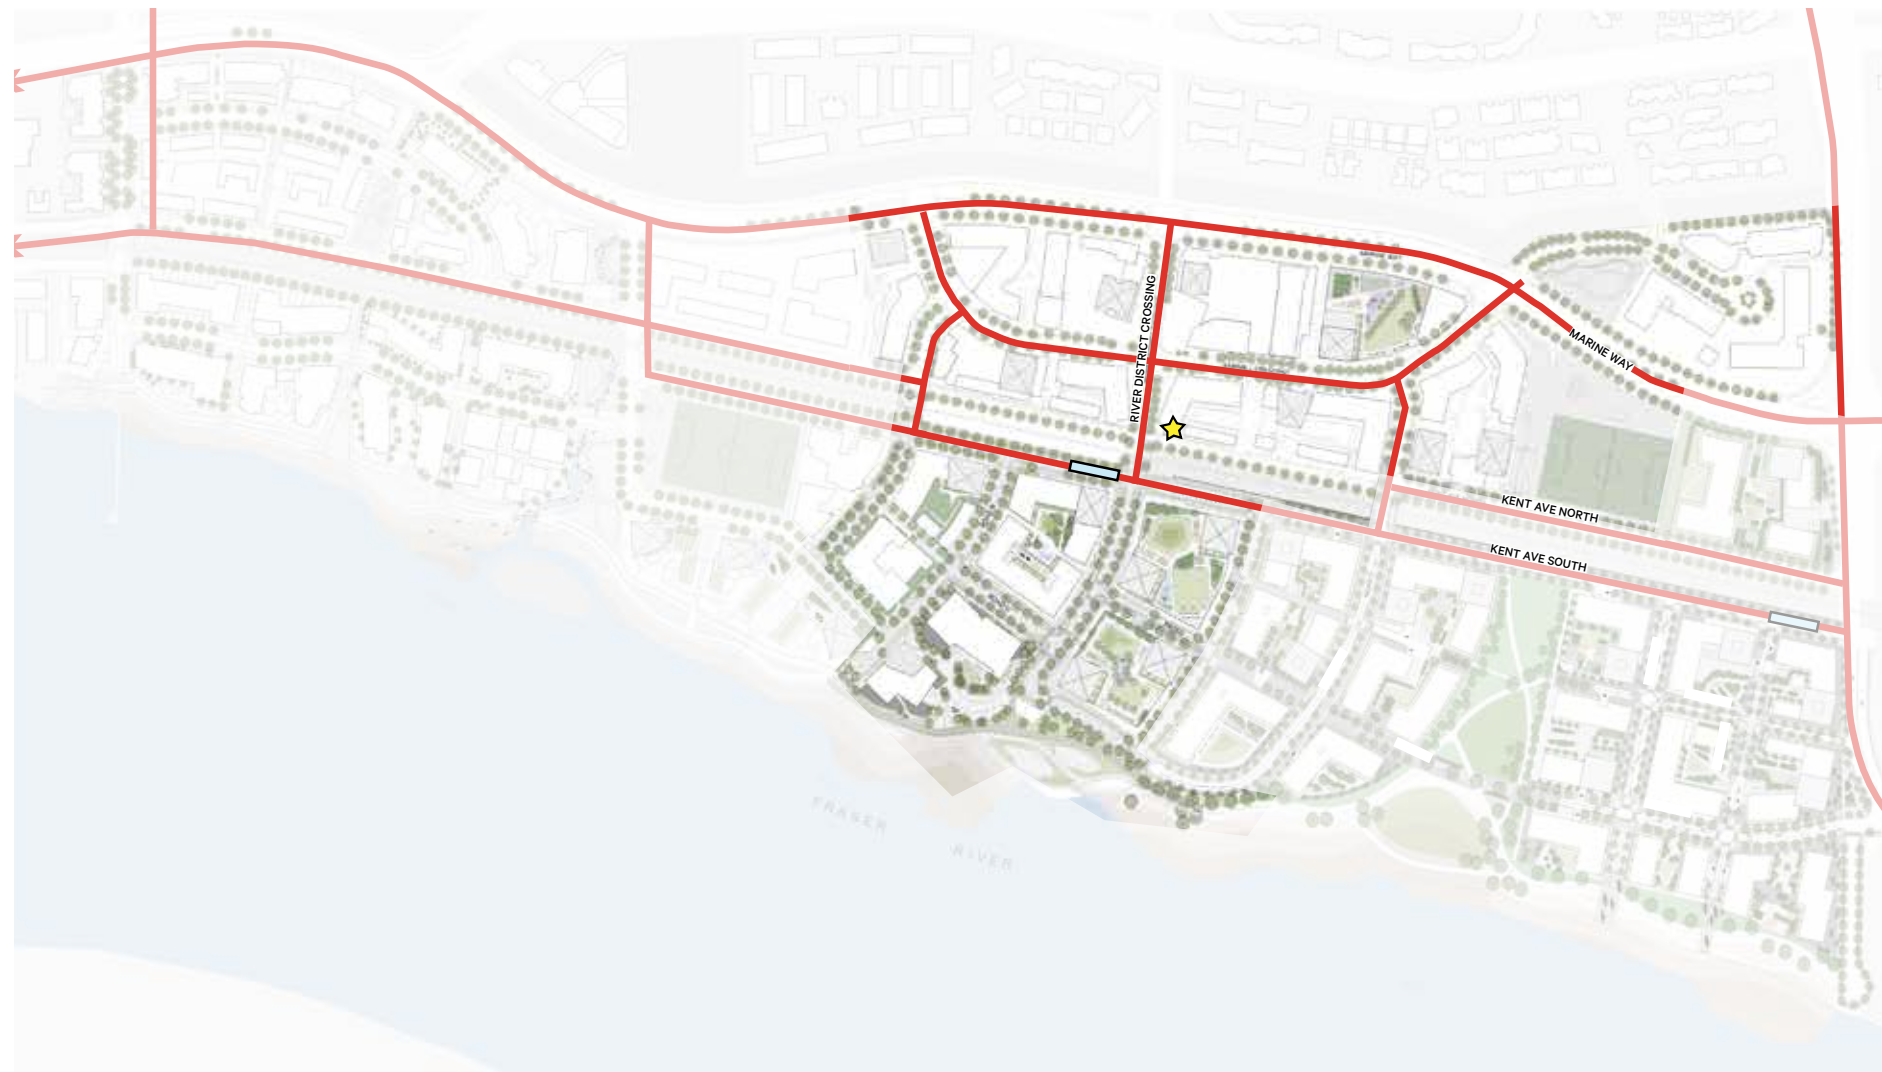 RIVER DISTRICT CROSSING
MARINE WAY
KENT AVE NORTH
KENT AVE SOUTH
FRASER
RIVER